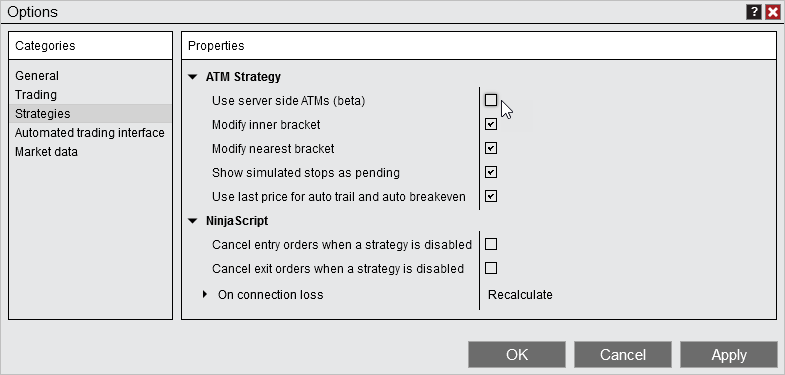 Options
?
Categories
Properties
General
Trading
Strategies
Automated trading interface
Market data
ATM Strategy
Use server side ATMs (beta)
Modify inner bracket
Modify nearest bracket
Show simulated stops as pending
Use last price for auto trail and auto breakeven
NinjaScript
Cancel entry orders when a strategy is disabled
Cancel exit orders when a strategy is disabled
On connection loss Recalculate
OK Cancel Apply